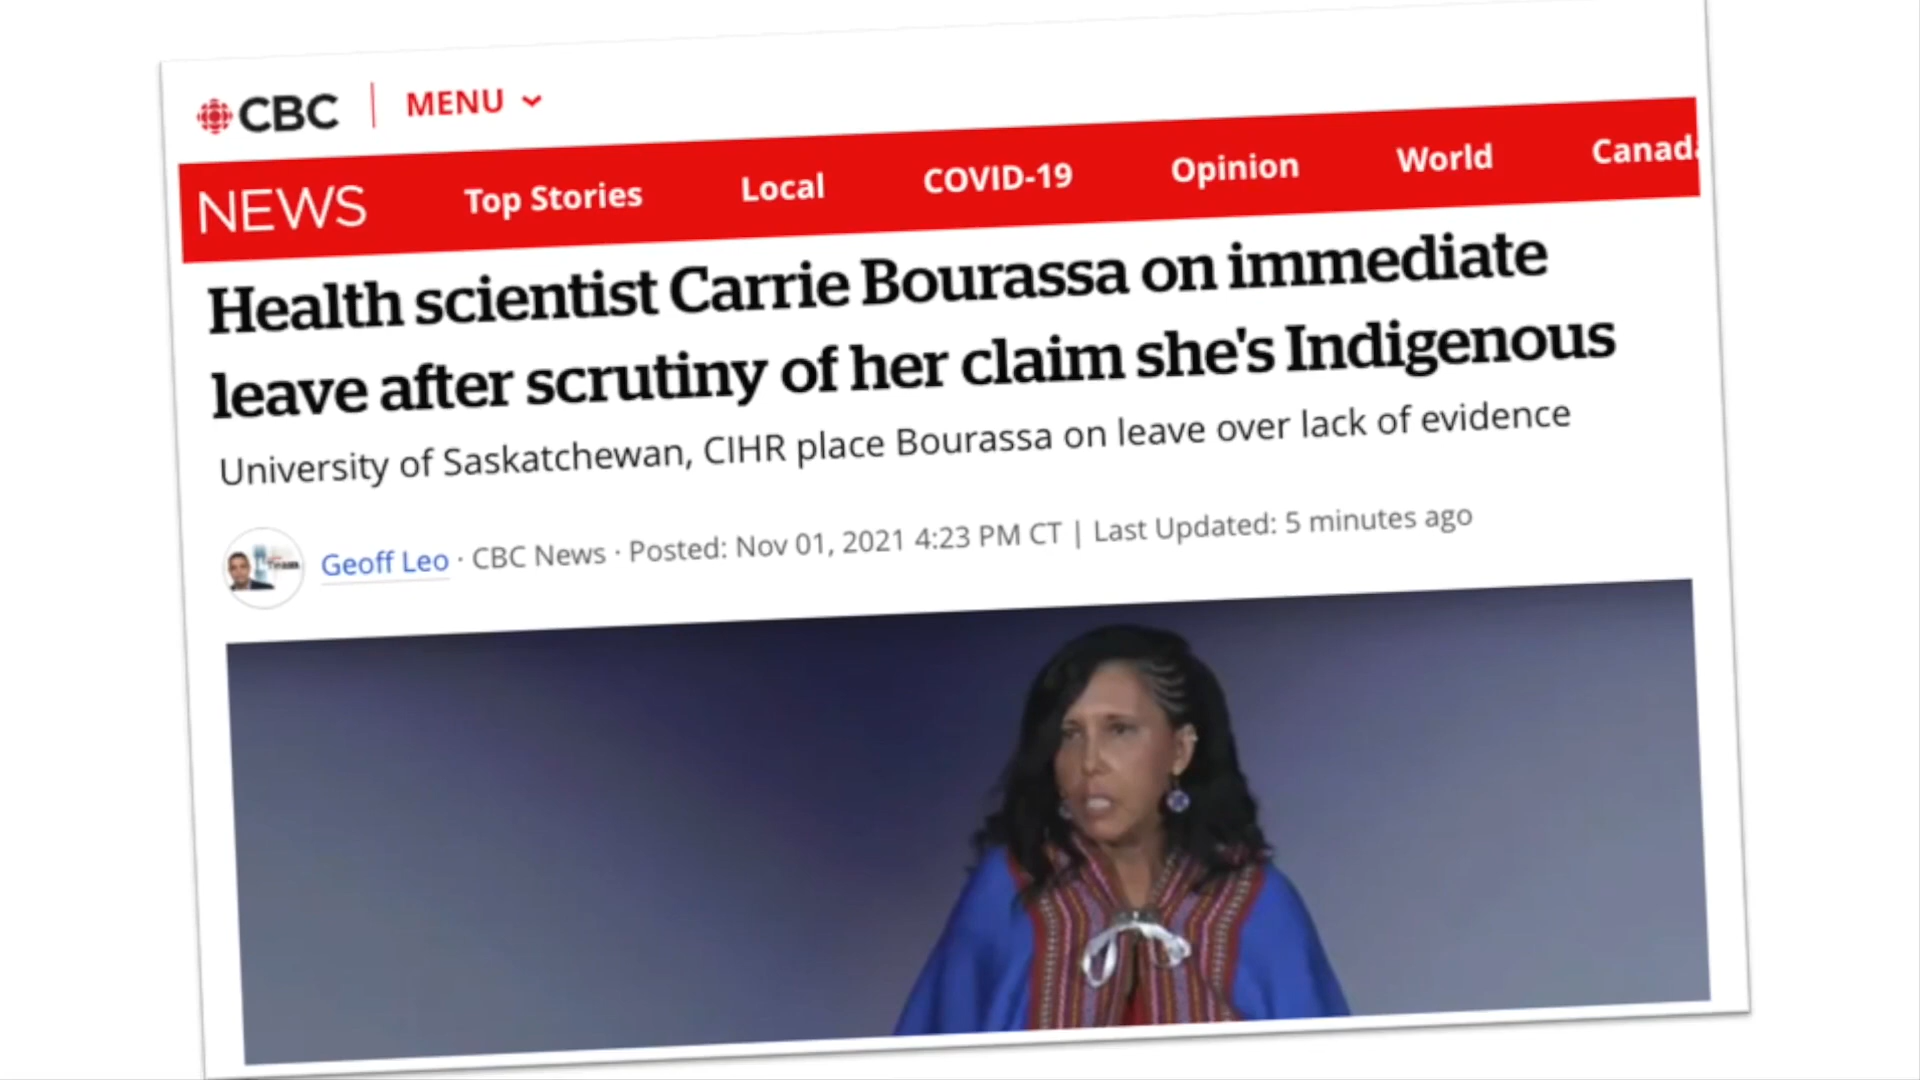 CBC MENU
NEWS Top Stories Local COVID-19 Opinion World
Health scientist Carrie Bourassa on immediate
leave after scrutiny of her claim she's Indigenous
University of Saskatchewan, CIHR place Bourassa on leave over lack of evidence
Geoff Leo · CBC News · Posted: Nov 01, 2021 4:23 PM CT | Last Updated: 5 minutes ago